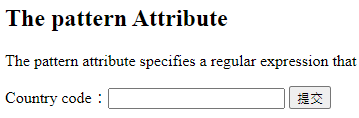 The pattern Attribute
The pattern attribute specifies a regular expression that
Country code：提交